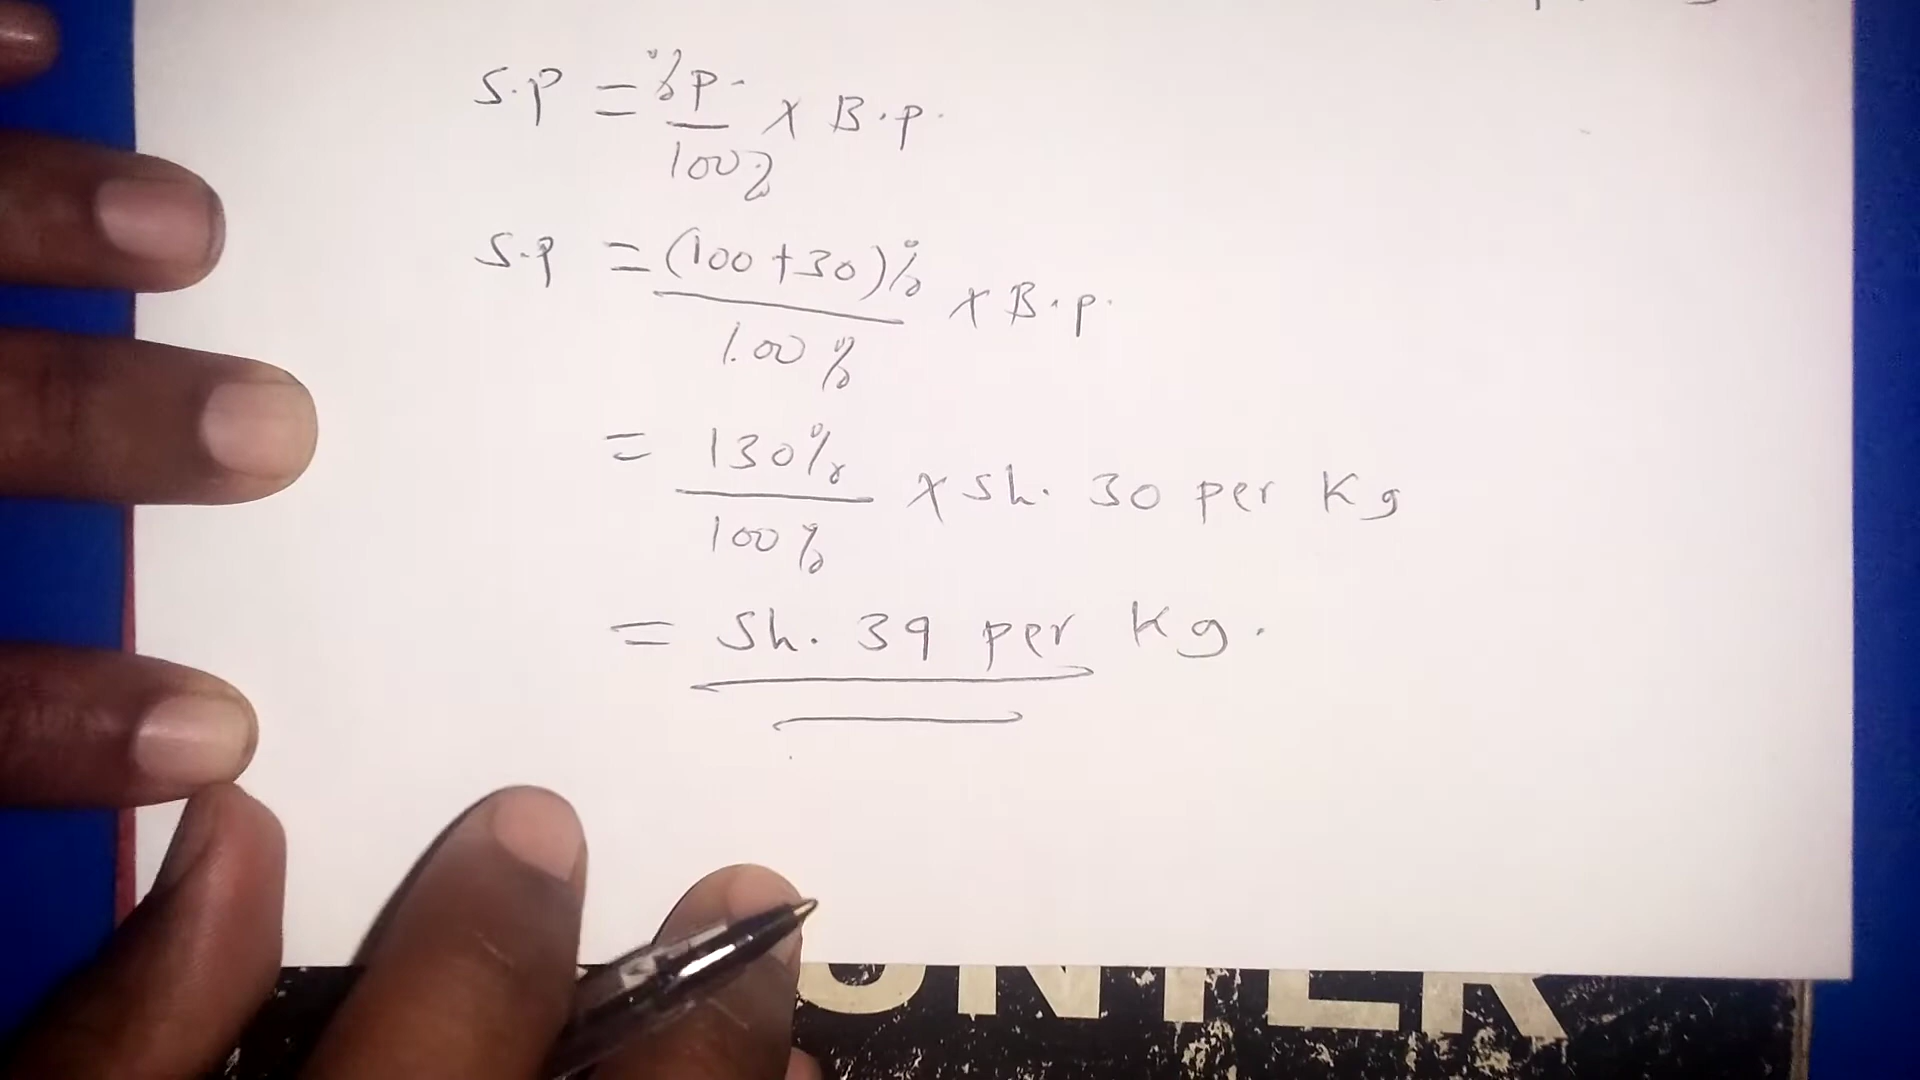 S.P = %P
100% × B.P.
S.P = (100+30)%
100% × B.P.
= 130%
100% × Sh. 30 per Kg
= Sh. 39 per Kg.